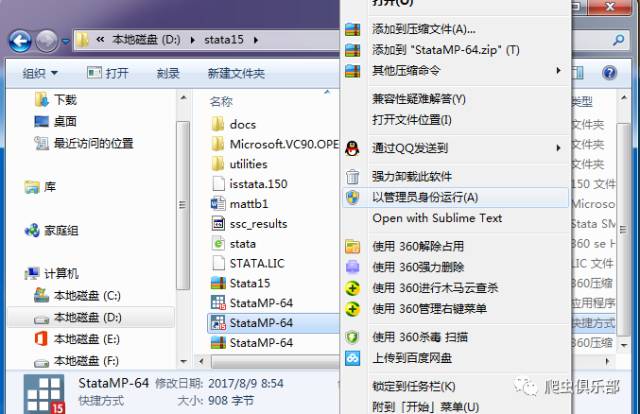 本地磁盘 (D:) stata15
组织 打开 刻录 新建文件夹
下载
桌面
最近访问的位置
库
家庭组
计算机
本地磁盘 (C:)
本地磁盘 (D:)
本地磁盘 (E:)
本地磁盘 (F:)
名称
docs
Microsoft.VC90.OPE
utilities
isstata.150
mattb1
ssc_results
stata
STATA.LIC
Stata15
StataMP-64
StataMP-64
StataMP-64
打开(O)
添加到压缩文件(A)...
添加到 "StataMP-64.zip" (T)
其他压缩命令
兼容性疑难解答(Y)
打开文件位置(I)
通过QQ发送到
强力卸载此软件
以管理员身份运行(A)
Open with Sublime Text
使用 360解除占用
使用 360强力删除
使用 360进行木马云查杀
使用 360管理右键菜单
使用 360杀毒 扫描
上传到百度网盘
锁定到任务栏(K)
附到「开始」菜单(U)
类型
文件夹
文件夹
文件夹
150 文件
Microso
Stata SM
360 se H
LIC 文件
360压缩
应用程序
快捷方式
360压缩
StataMP-64 修改日期: 2017/8/9 8:54
快捷方式 大小: 908 字节
爬虫俱乐部